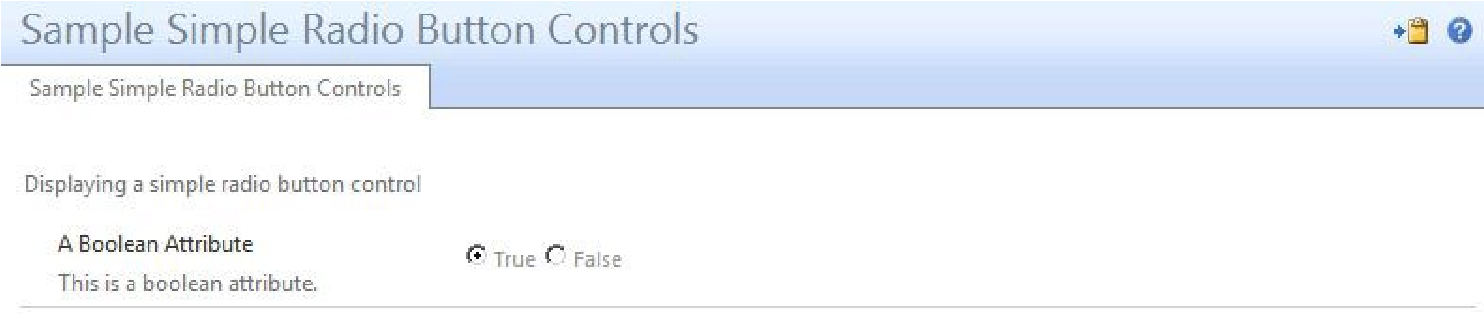 Sample Simple Radio Button Controls
Sample Simple Radio Button Controls
Displaying a simple radio button control
A Boolean Attribute
True False
This is a boolean attribute.